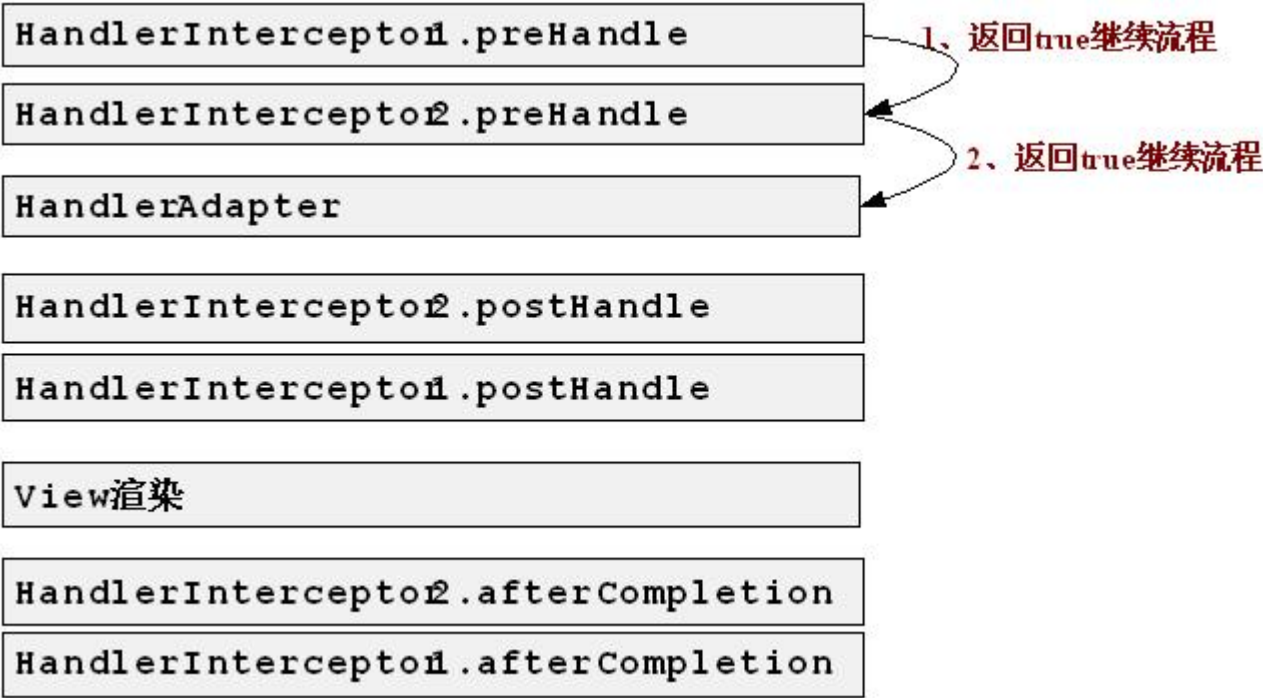 HandlerInterceptor1.preHandle
1、返回true继续流程
HandlerInterceptor2.preHandle
2、返回true继续流程
HandlerAdapter
HandlerInterceptor2.postHandle
HandlerInterceptor1.postHandle
View渲染
HandlerInterceptor2.afterCompletion
HandlerInterceptor1.afterCompletion